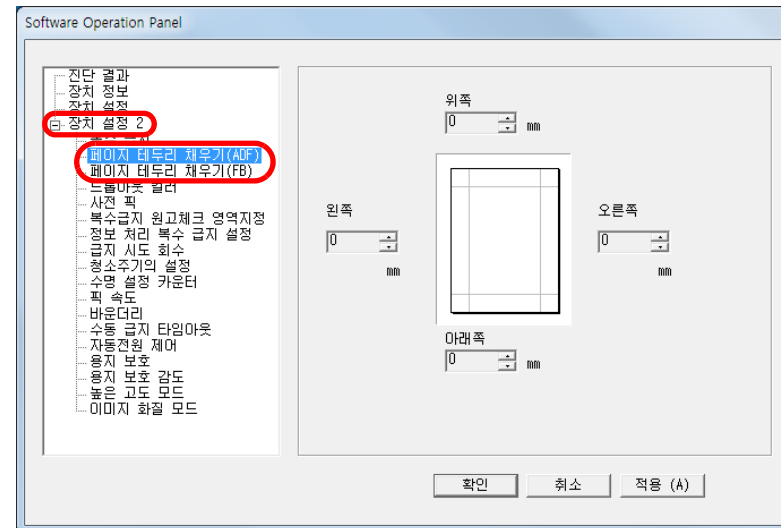 Software Operation Panel
진단 결과
장치 정보
장치 설정
장치 설정 2
페이지 테두리 채우기(ADF)
페이지 테두리 채우기(FB)
드롭아웃 컬러
사전 픽
복수급지 원고체크 영역지정
정보 처리 복수 급지 설정
급지 시도 회수
청소주기의 설정
수명 설정 카운터
픽 속도
바운더리
수동 급지 타임아웃
자동전원 제어
용지 보호
용지 보호 감도
높은 고도 모드
이미지 화질 모드
위쪽
0 mm
왼쪽
0
mm
오른쪽
0
mm
아래쪽
0 mm
확인 취소 적용 (A)